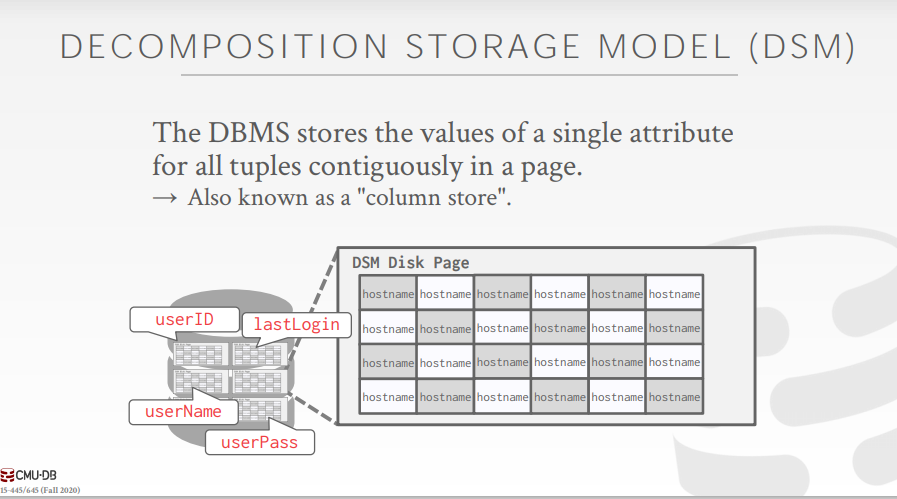 DECOMPOSITION STORAGE MODEL (DSM)
The DBMS stores the values of a single attribute
for all tuples contiguously in a page.
→ Also known as a "column store".
DSM Disk Page
hostname hostname hostname hostname hostname hostname
hostname hostname hostname hostname hostname hostname
hostname hostname hostname hostname hostname hostname
hostname hostname hostname hostname hostname hostname
userID
lastLogin
userName
userPass
CMU·DB
15-445/645 (Fall 2020)